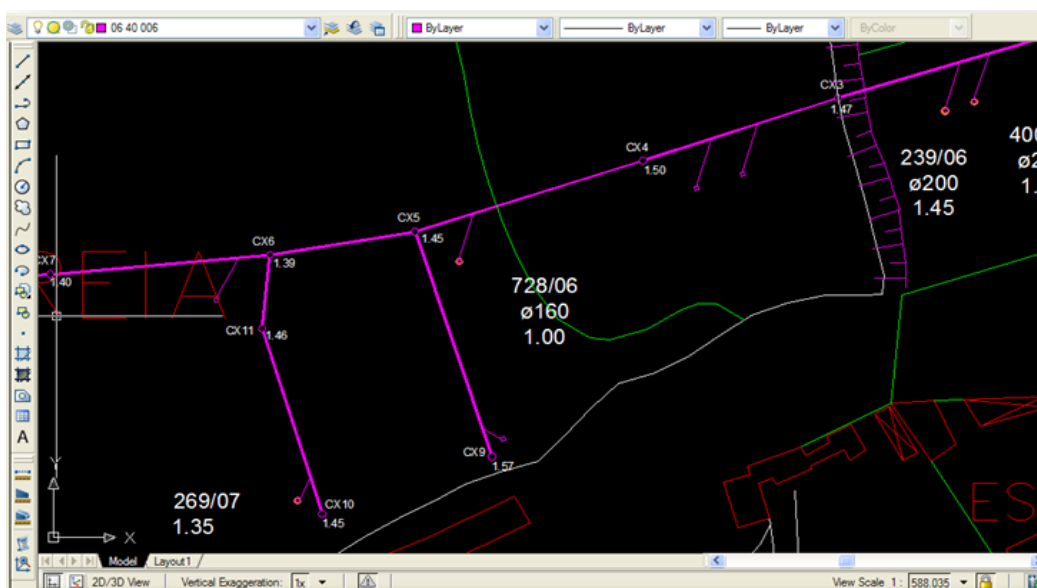 06 40 006 ByLayer ByLayer ByLayer ByColor
CX3
1.47
CX4
1.50
239/06
ø200
1.45
CX5
1.45
CX6
1.39
CX7
1.40
REIA
728/06
ø160
1.00
CX11
1.46
CX9
1.57
269/07
1.35
CX10
1.45
ES
A
Y
X
Model Layout1
2D/3D View Vertical Exaggeration: 1x View Scale 1 : 588.035